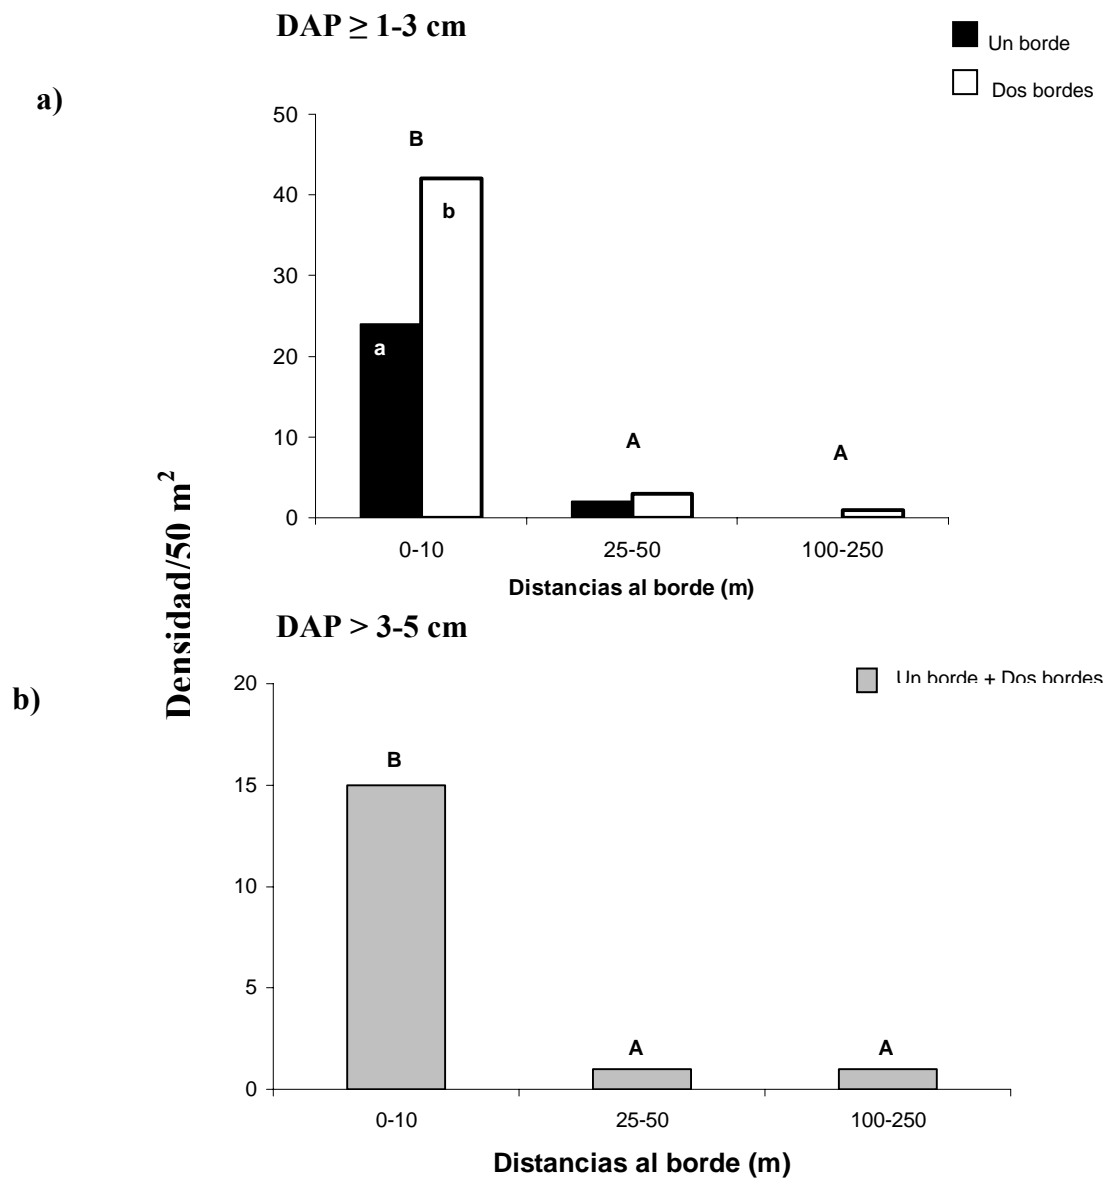 DAP ≥ 1-3 cm
Un borde
Dos bordes
a)
50
40
30
20
10
0
B
b
a
A
A
0-10
25-50
100-250
Distancias al borde (m)
Densidad/50 m²
DAP > 3-5 cm
b)
Un borde + Dos bordes
20
15
10
5
0
B
A
A
0-10
25-50
100-250
Distancias al borde (m)